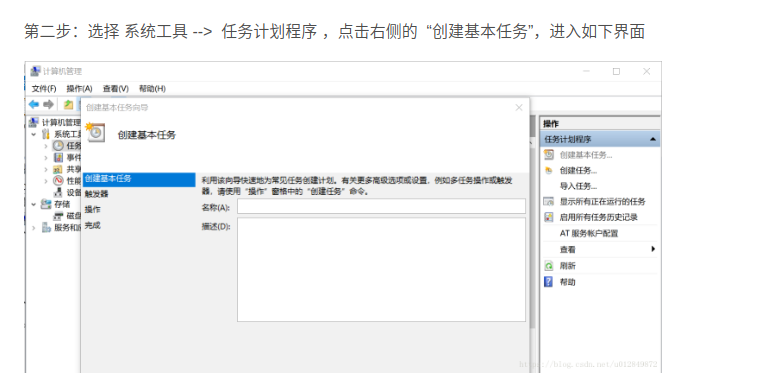 第二步：选择 系统工具 --> 任务计划程序 ，点击右侧的 “创建基本任务”，进入如下界面
计算机管理
文件(F) 操作(A) 查看(V) 帮助(H)
创建基本任务向导
创建基本任务
计算机管理
系统工具
任务
事件
共享
性能
设备
存储
磁盘
服务和应
创建基本任务
触发器
操作
完成
利用该向导快速地为常见任务创建计划。有关更多高级选项或设置，例如多任务操作或触发
器，请使用“操作”窗格中的“创建任务”命令。
名称(A):
描述(D):
操作
任务计划程序
创建基本任务...
创建任务...
导入任务...
显示所有正在运行的任务
启用所有任务历史记录
AT 服务帐户配置
查看
刷新
帮助